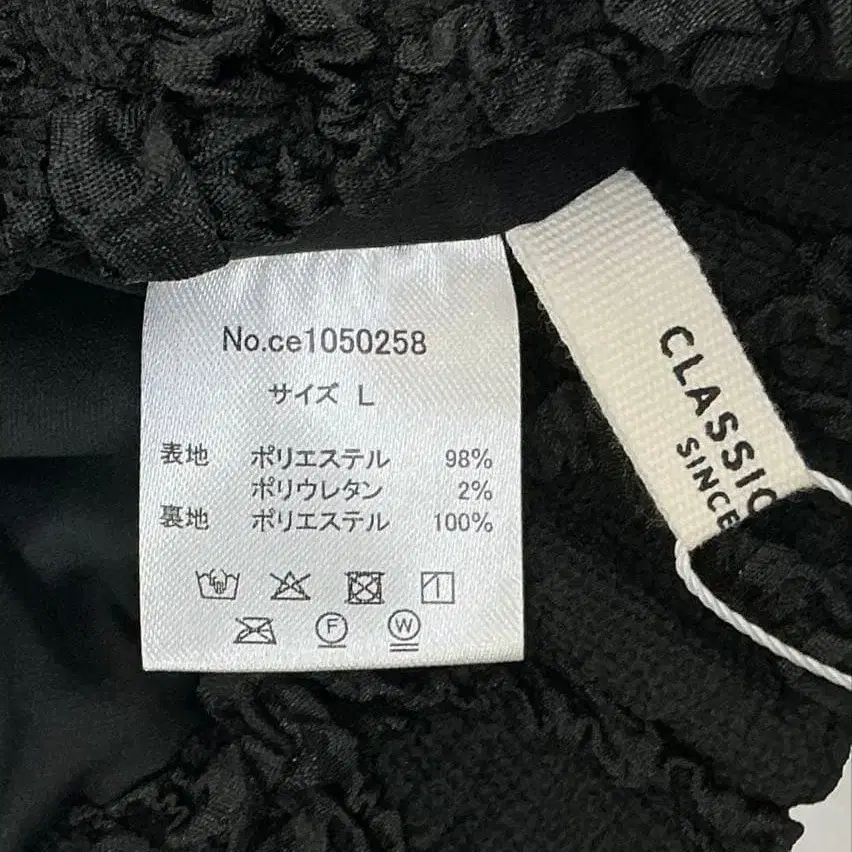 No.ce1050258
サイズ L
表地 ポリエステル 98%
ポリウレタン 2%
裏地 ポリエステル 100%
F W
CLASSIC
SINCE